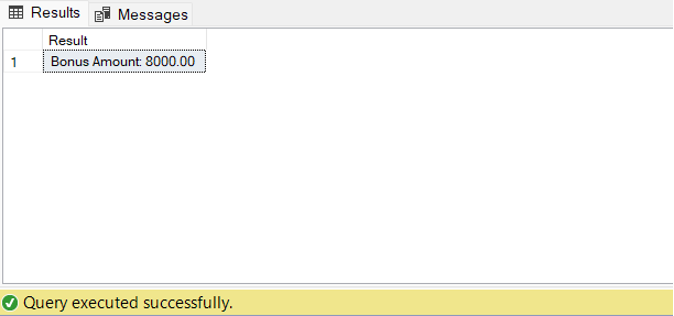 Results Messages
Result
1 Bonus Amount: 8000.00
Query executed successfully.